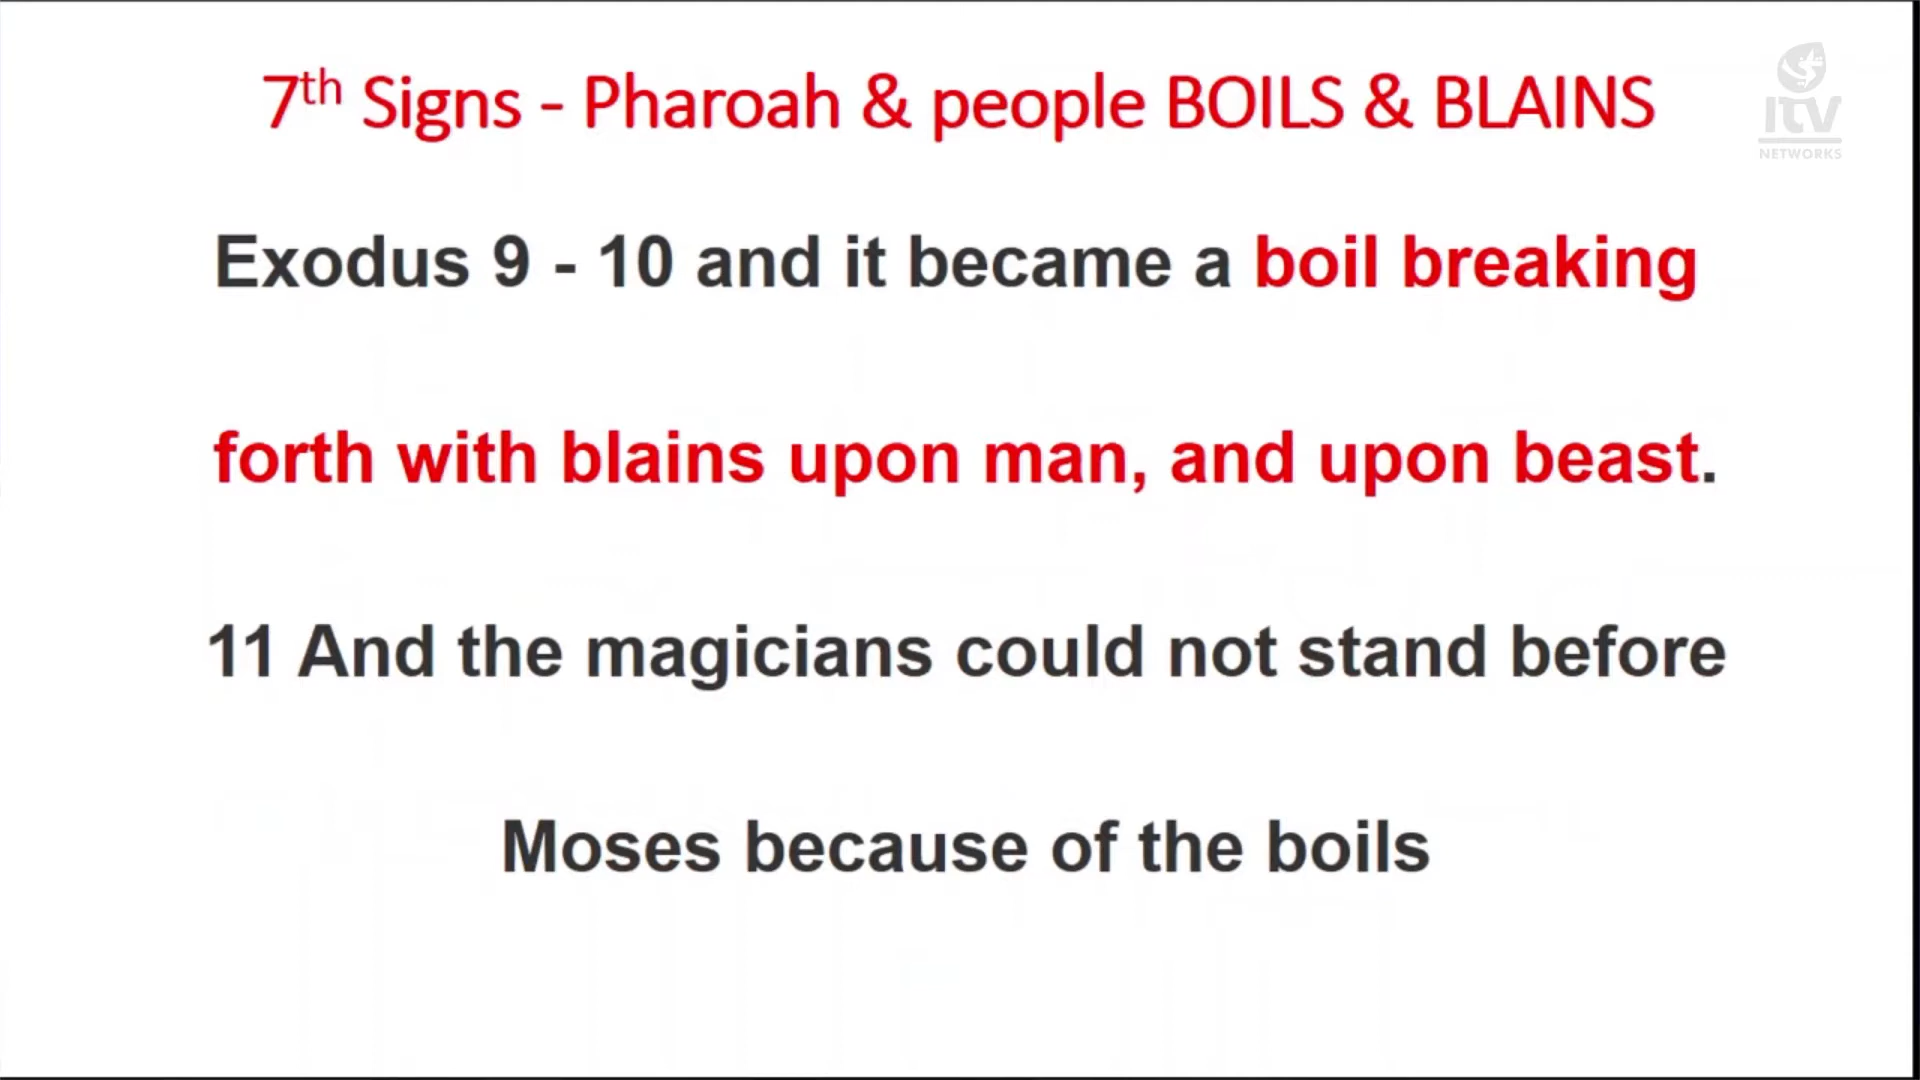 7th Signs - Pharoah & people BOILS & BLAINS
ITV
NETWORKS
Exodus 9 - 10 and it became a boil breaking
forth with blains upon man, and upon beast.
11 And the magicians could not stand before
Moses because of the boils